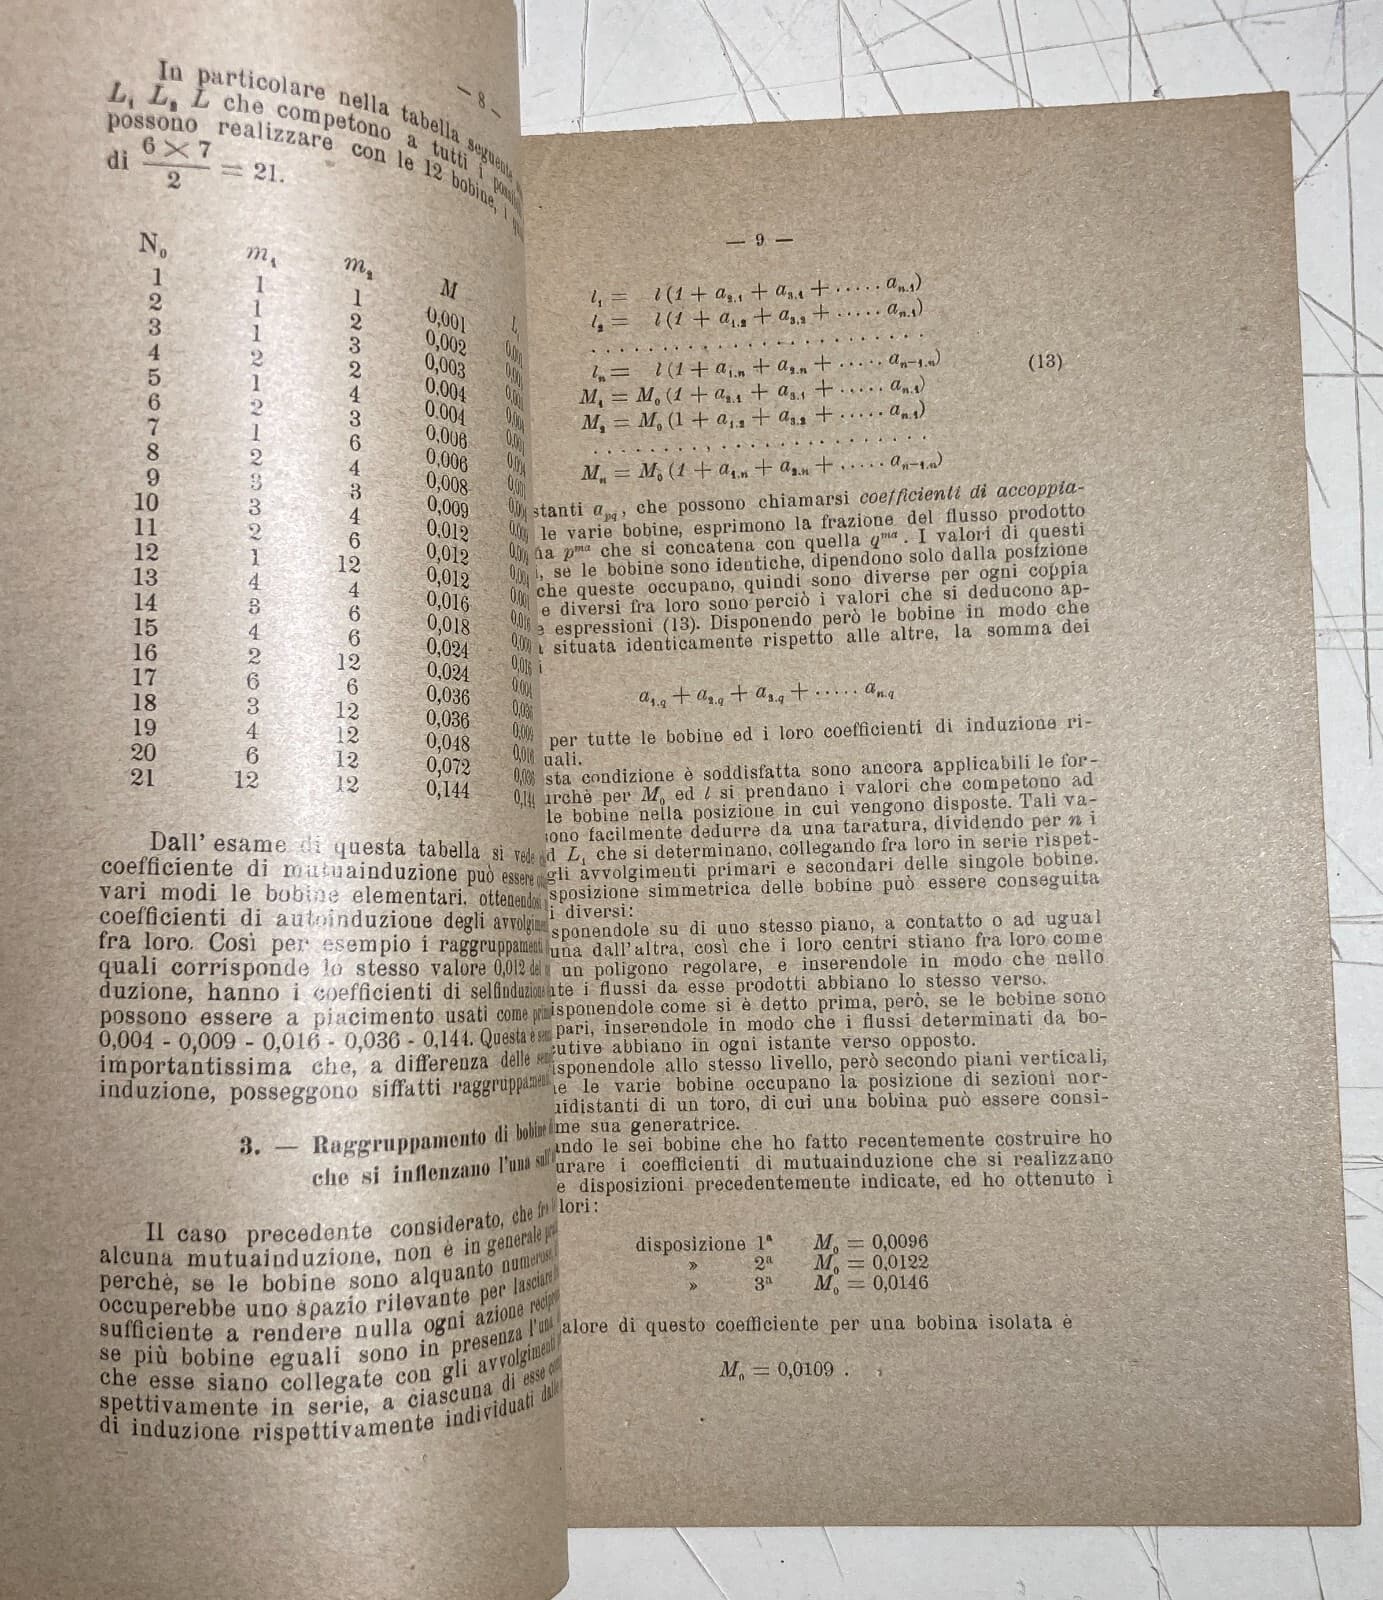 — 8 —
In particolare nella tabella seguente
L₁ L₂ L che competono a tutti i
possono realizzare con le 12 bobine, i
di 6 × 7 / 2 = 21.
N₀ m₁ m₂ M L₁
1 1 1 0,001
2 1 2 0,002
3 1 3 0,003
4 2 2 0,004
5 1 4 0.004
6 2 3 0,006
7 1 6 0,006
8 2 4 0,008
9 3 3 0,009
10 3 4 0,012
11 2 6 0,012
12 1 12 0,012
13 4 4 0,016
14 3 6 0,018
15 4 6 0,024
16 2 12 0,024
17 6 6 0,036
18 3 12 0,036
19 4 12 0,048
20 6 12 0,072
21 12 12 0,144 0,144
Dall' esame di questa tabella si vede
coefficiente di mutuainduzione può essere
vari modi le bobine elementari, ottenendosi
coefficienti di autoinduzione degli
fra loro. Così per esempio i raggruppamenti
quali corrisponde lo stesso valore 0,012 del
duzione, hanno i coefficienti di selfinduzione
possono essere a piacimento usati come
0,004 - 0,009 - 0,016 - 0,036 - 0,144. Questa è
importantissima che, a differenza delle
induzione, posseggono siffatti
3. — Raggruppamento di bobine
che si influenzano l'una
Il caso precedente considerato, che fra
alcuna mutuainduzione, non è in generale
perchè, se le bobine sono alquanto numerose,
occuperebbe uno spazio rilevante per lasciare
sufficiente a rendere nulla ogni azione
se più bobine eguali sono in presenza l'una
che esse siano collegate con gli avvolgimenti
spettivamente in serie, a ciascuna di esse
di induzione rispettivamente individuati
— 9 —
l₁ = l (1 + a₂.₁ + a₃.₁ + ..... aₙ.₁)
l₂ = l (1 + a₁.₂ + a₃.₂ + ..... aₙ.₁)
. . . . . . . . . . . . . . . . . . . . . . . .
lₙ = l (1 + a₁.ₙ + a₂.ₙ + ..... aₙ₋₁.ₙ) (13)
M₁ = M₀ (1 + a₂.₁ + a₃.₁ + ..... aₙ.₁)
M₂ = M₀ (1 + a₁.₂ + a₃.₂ + ..... aₙ.₁)
. . . . . . . . . . . . . . . . . . . . . . . .
Mₙ = M₀ (1 + a₁.ₙ + a₂.ₙ + ..... aₙ₋₁.ₙ)
stanti a_pq, che possono chiamarsi coefficienti di accoppia-
le varie bobine, esprimono la frazione del flusso prodotto
na pᵐᵃ che si concatena con quella qᵐᵃ. I valori di questi
, se le bobine sono identiche, dipendono solo dalla posizione
che queste occupano, quindi sono diverse per ogni coppia
e diversi fra loro sono perciò i valori che si deducono ap-
espressioni (13). Disponendo però le bobine in modo che
situata identicamente rispetto alle altre, la somma dei
i
a₁.q + a₂.q + a₃.q + ..... aₙ.q
per tutte le bobine ed i loro coefficienti di induzione ri-
uali.
sta condizione è soddisfatta sono ancora applicabili le for-
urchè per M₀ ed l si prendano i valori che competono ad
le bobine nella posizione in cui vengono disposte. Tali va-
ono facilmente dedurre da una taratura, dividendo per n i
d L₁ che si determinano, collegando fra loro in serie rispet-
gli avvolgimenti primari e secondari delle singole bobine.
sposizione simmetrica delle bobine può essere conseguita
i diversi:
sponendole su di uno stesso piano, a contatto o ad ugual
una dall'altra, così che i loro centri stiano fra loro come
un poligono regolare, e inserendole in modo che nello
te i flussi da esse prodotti abbiano lo stesso verso.
isponendole come si è detto prima, però, se le bobine sono
pari, inserendole in modo che i flussi determinati da bo-
cutive abbiano in ogni istante verso opposto.
isponendole allo stesso livello, però secondo piani verticali,
e le varie bobine occupano la posizione di sezioni nor-
uidistanti di un toro, di cui una bobina può essere consi-
me sua generatrice.
ando le sei bobine che ho fatto recentemente costruire ho
urare i coefficienti di mutuainduzione che si realizzano
e disposizioni precedentemente indicate, ed ho ottenuto i
lori:
disposizione 1ª M₀ = 0,0096
» 2ª M₀ = 0,0122
» 3ª M₀ = 0,0146
alore di questo coefficiente per una bobina isolata è
M₀ = 0,0109 .